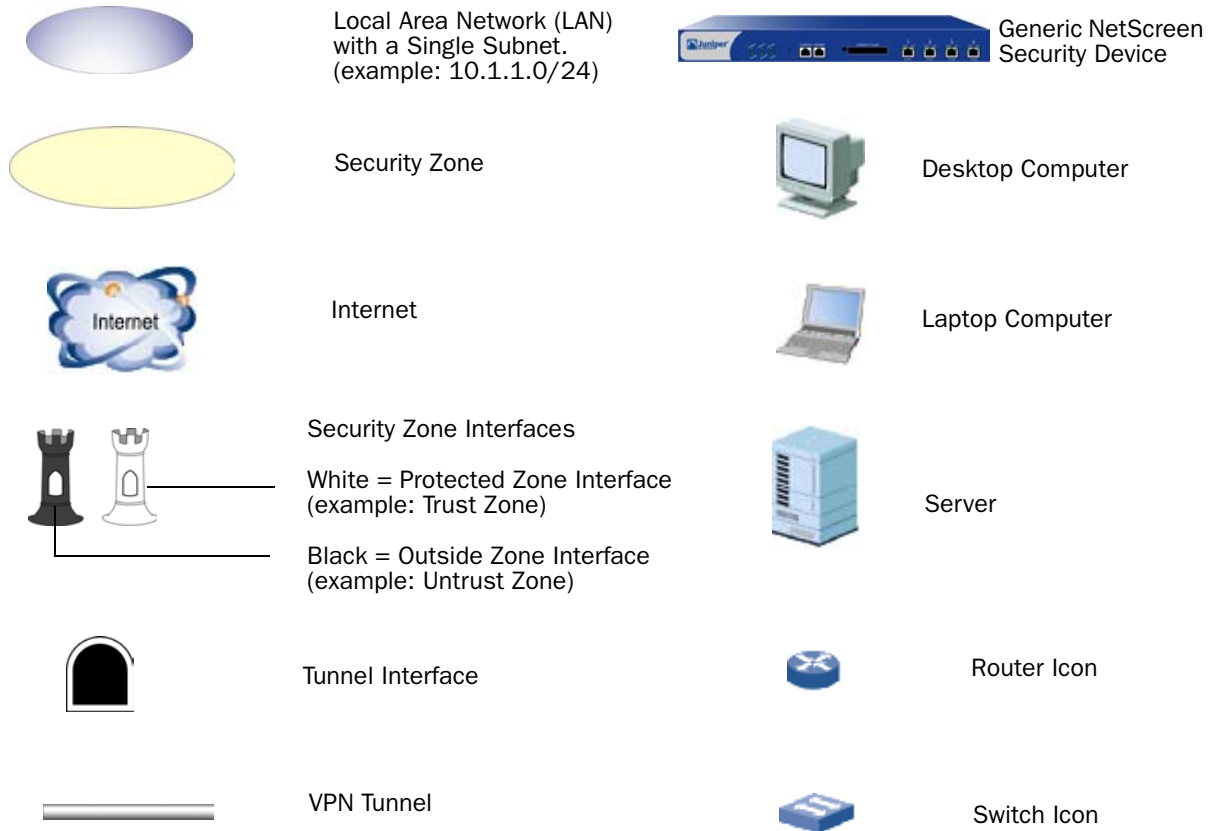 Local Area Network (LAN)
with a Single Subnet.
(example: 10.1.1.0/24)
Security Zone
Internet
Internet
Security Zone Interfaces
White = Protected Zone Interface
(example: Trust Zone)
Black = Outside Zone Interface
(example: Untrust Zone)
Tunnel Interface
VPN Tunnel
Juniper
Generic NetScreen
Security Device
Desktop Computer
Laptop Computer
Server
Router Icon
Switch Icon